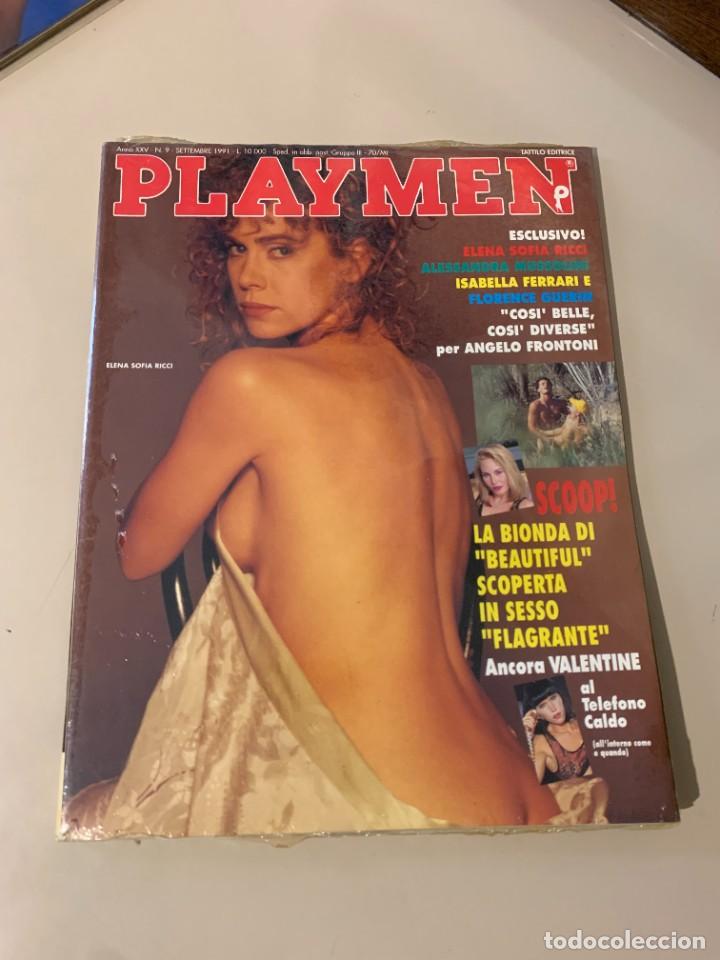 Anno XXV - N. 9 - SETTEMBRE 1991 - L. 10.000 - Sped. in abb. post. Gruppo III - 70/MI
TATTILO EDITRICE
PLAYMEN
ESCLUSIVO!
ELENA SOFIA RICCI
ALESSANDRA MUSSOLINI
ISABELLA FERRARI E
FLORENCE GUERIN
"COSI' BELLE,
COSI' DIVERSE"
per ANGELO FRONTONI
ELENA SOFIA RICCI
SCOOP!
LA BIONDA DI
"BEAUTIFUL"
SCOPERTA
IN SESSO
"FLAGRANTE"
Ancora VALENTINE
al
Telefono
Caldo
(all'interno come
e quando)
todocoleccion.net